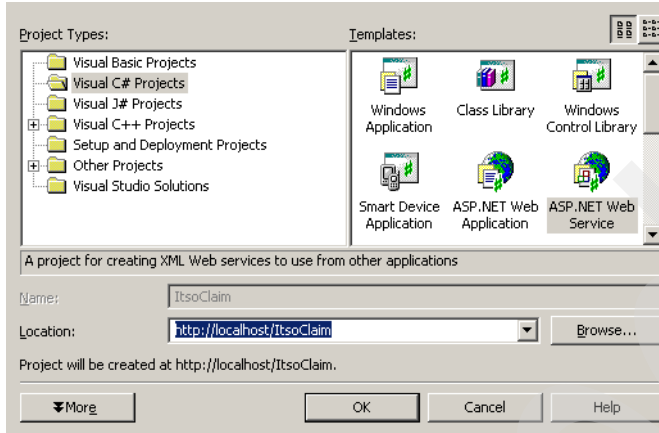 Project Types:
Templates:
Visual Basic Projects
Visual C# Projects
Visual J# Projects
Visual C++ Projects
Setup and Deployment Projects
Other Projects
Visual Studio Solutions
Windows
Application
Class Library
Windows
Control Library
Smart Device
Application
ASP.NET Web
Application
ASP.NET Web
Service
A project for creating XML Web services to use from other applications
Name:
ItsoClaim
Location:
http://localhost/ItsoClaim
Browse...
Project will be created at http://localhost/ItsoClaim.
More
OK
Cancel
Help